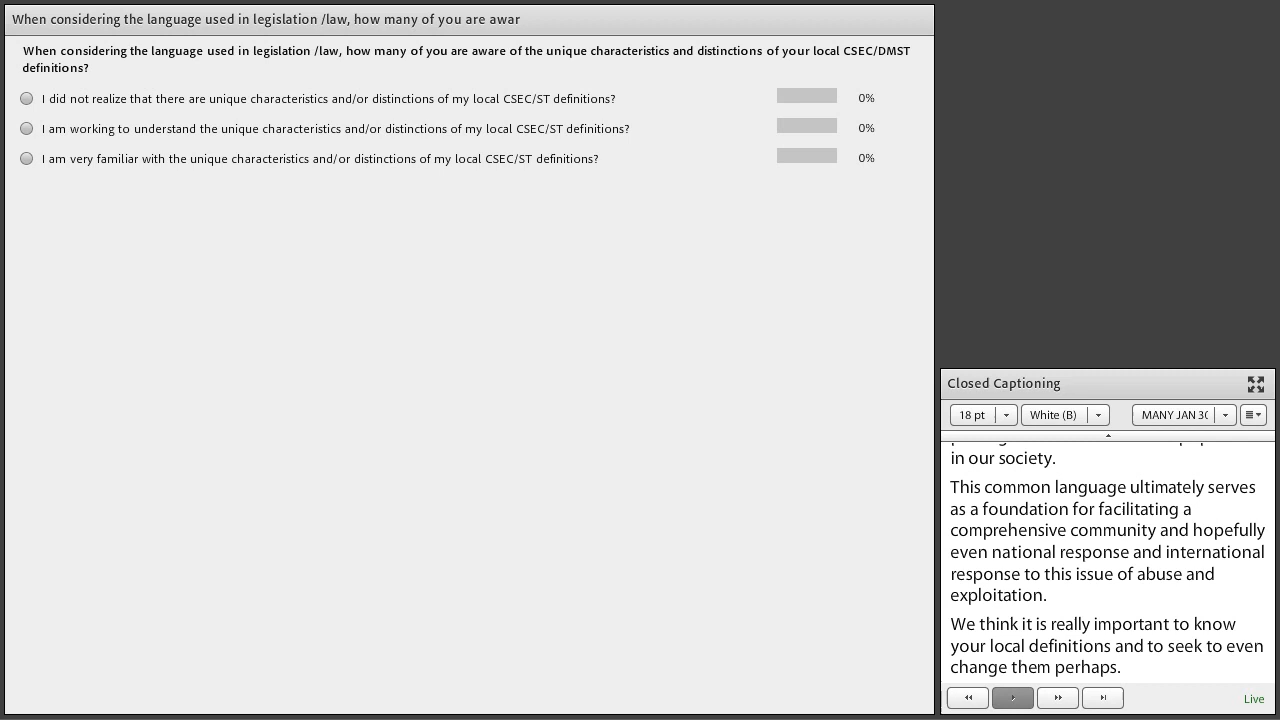 When considering the language used in legislation /law, how many of you are awar
When considering the language used in legislation /law, how many of you are aware of the unique characteristics and distinctions of your local CSEC/DMST
definitions?
I did not realize that there are unique characteristics and/or distinctions of my local CSEC/ST definitions? 0%
I am working to understand the unique characteristics and/or distinctions of my local CSEC/ST definitions? 0%
I am very familiar with the unique characteristics and/or distinctions of my local CSEC/ST definitions? 0%
Closed Captioning
18 pt White (B) MANY JAN 30
in our society.
This common language ultimately serves
as a foundation for facilitating a
comprehensive community and hopefully
even national response and international
response to this issue of abuse and
exploitation.
We think it is really important to know
your local definitions and to seek to even
change them perhaps.
Live